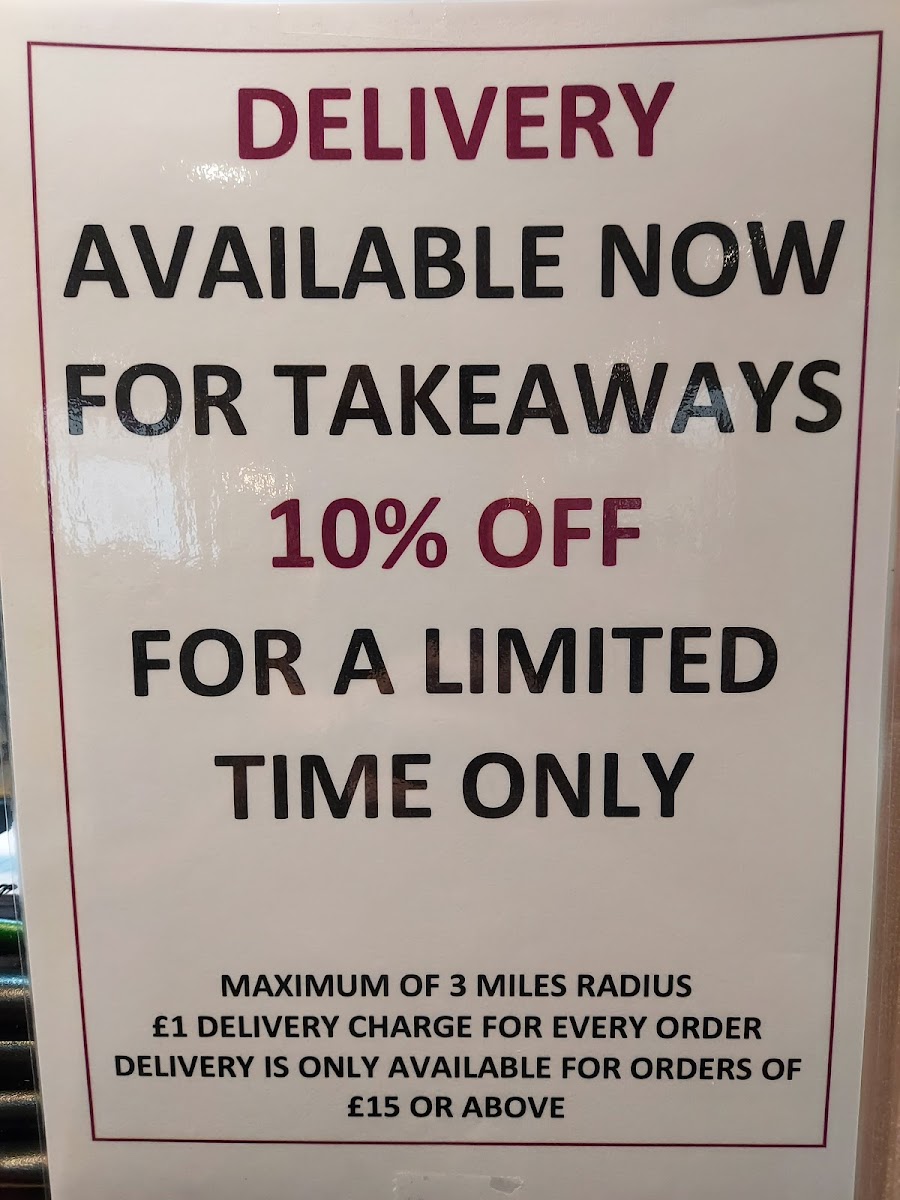 DELIVERY
AVAILABLE NOW
FOR TAKEAWAYS
10% OFF
FOR A LIMITED
TIME ONLY
MAXIMUM OF 3 MILES RADIUS
£1 DELIVERY CHARGE FOR EVERY ORDER
DELIVERY IS ONLY AVAILABLE FOR ORDERS OF
£15 OR ABOVE